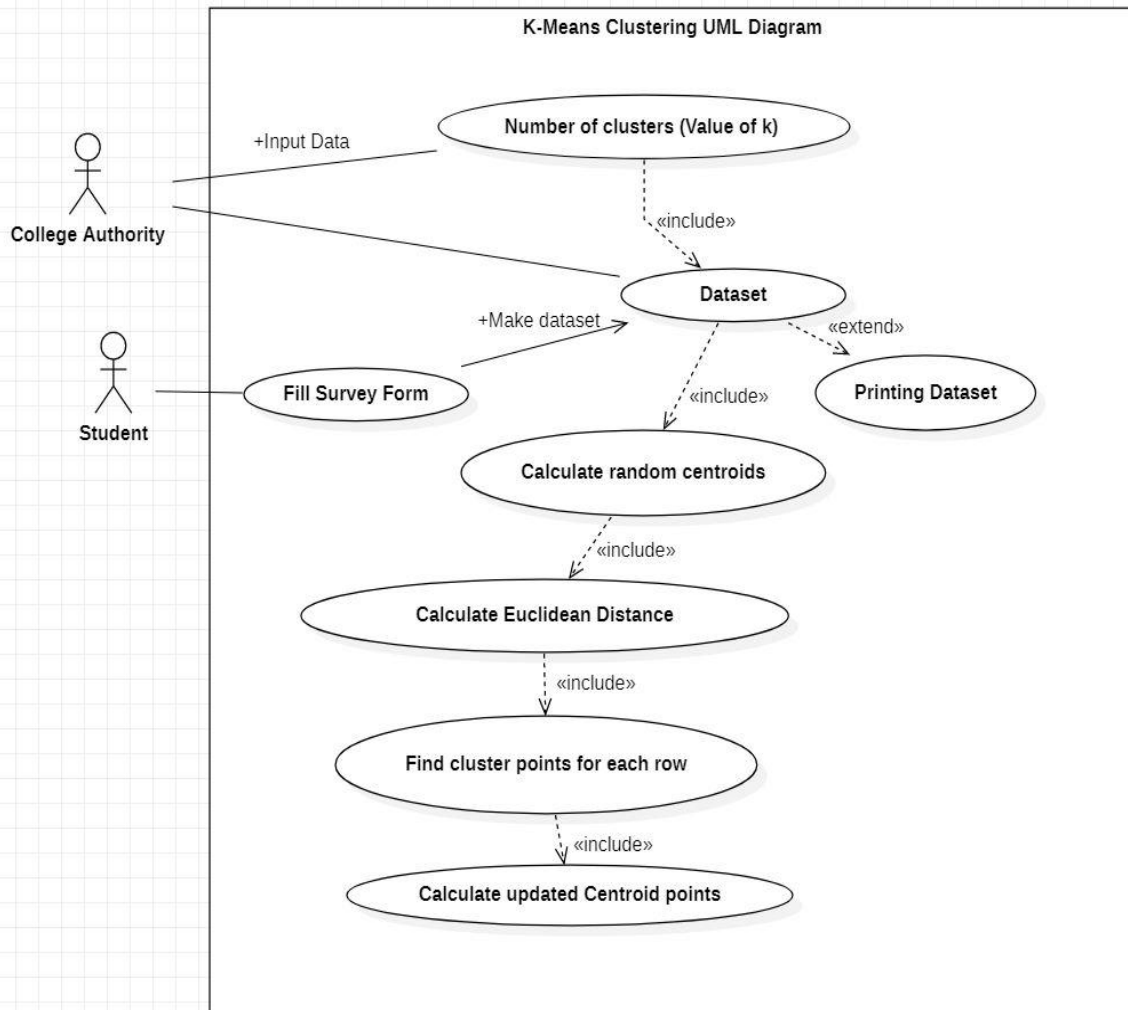 K-Means Clustering UML Diagram
Number of clusters (Value of k)
+Input Data
College Authority
«include»
Dataset
+Make dataset
«extend»
Fill Survey Form
Printing Dataset
Student
«include»
Calculate random centroids
«include»
Calculate Euclidean Distance
«include»
Find cluster points for each row
«include»
Calculate updated Centroid points